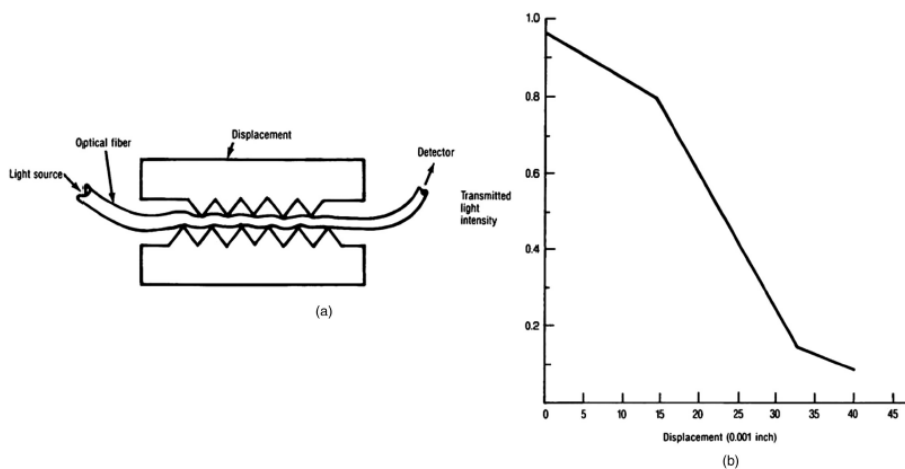 Displacement
Optical fiber
Light source
Detector
(a)
1.0
0.8
0.6
Transmitted
light
intensity
0.4
0.2
0 5 10 15 20 25 30 35 40 45
Displacement (0.001 inch)
(b)